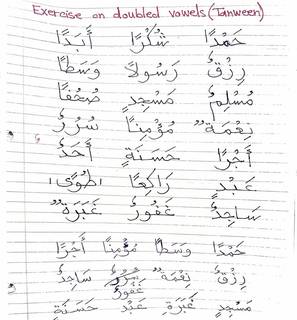 Exercise on doubled vowels (Tanween)
حَمْدًا شُكْرًا أَبَدًا
رِزْقٌ رَسُولًا وَسَطًا
مُسْلِمٌ مَسْجِدٍ صُحُفًا
نِعْمَةٌ مُؤْمِنًا سُرُرٌ
أَجْرًا حَسَنَةٍ أَحَدٌ
عَبْدٍ رَاكِعًا طُوًى
سَاجِدٌ غَفُورٌ غَبَرَةٌ
حَمْدًا وَسَطًا مُؤْمِنًا أَجْرًا
رِزْقٌ نِعْمَةٌ سُرُرٌ سَاجِدٌ
غَفُورٌ
مَسْجِدٍ غَبَرَةٍ عَبْدٍ حَسَنَةٍ